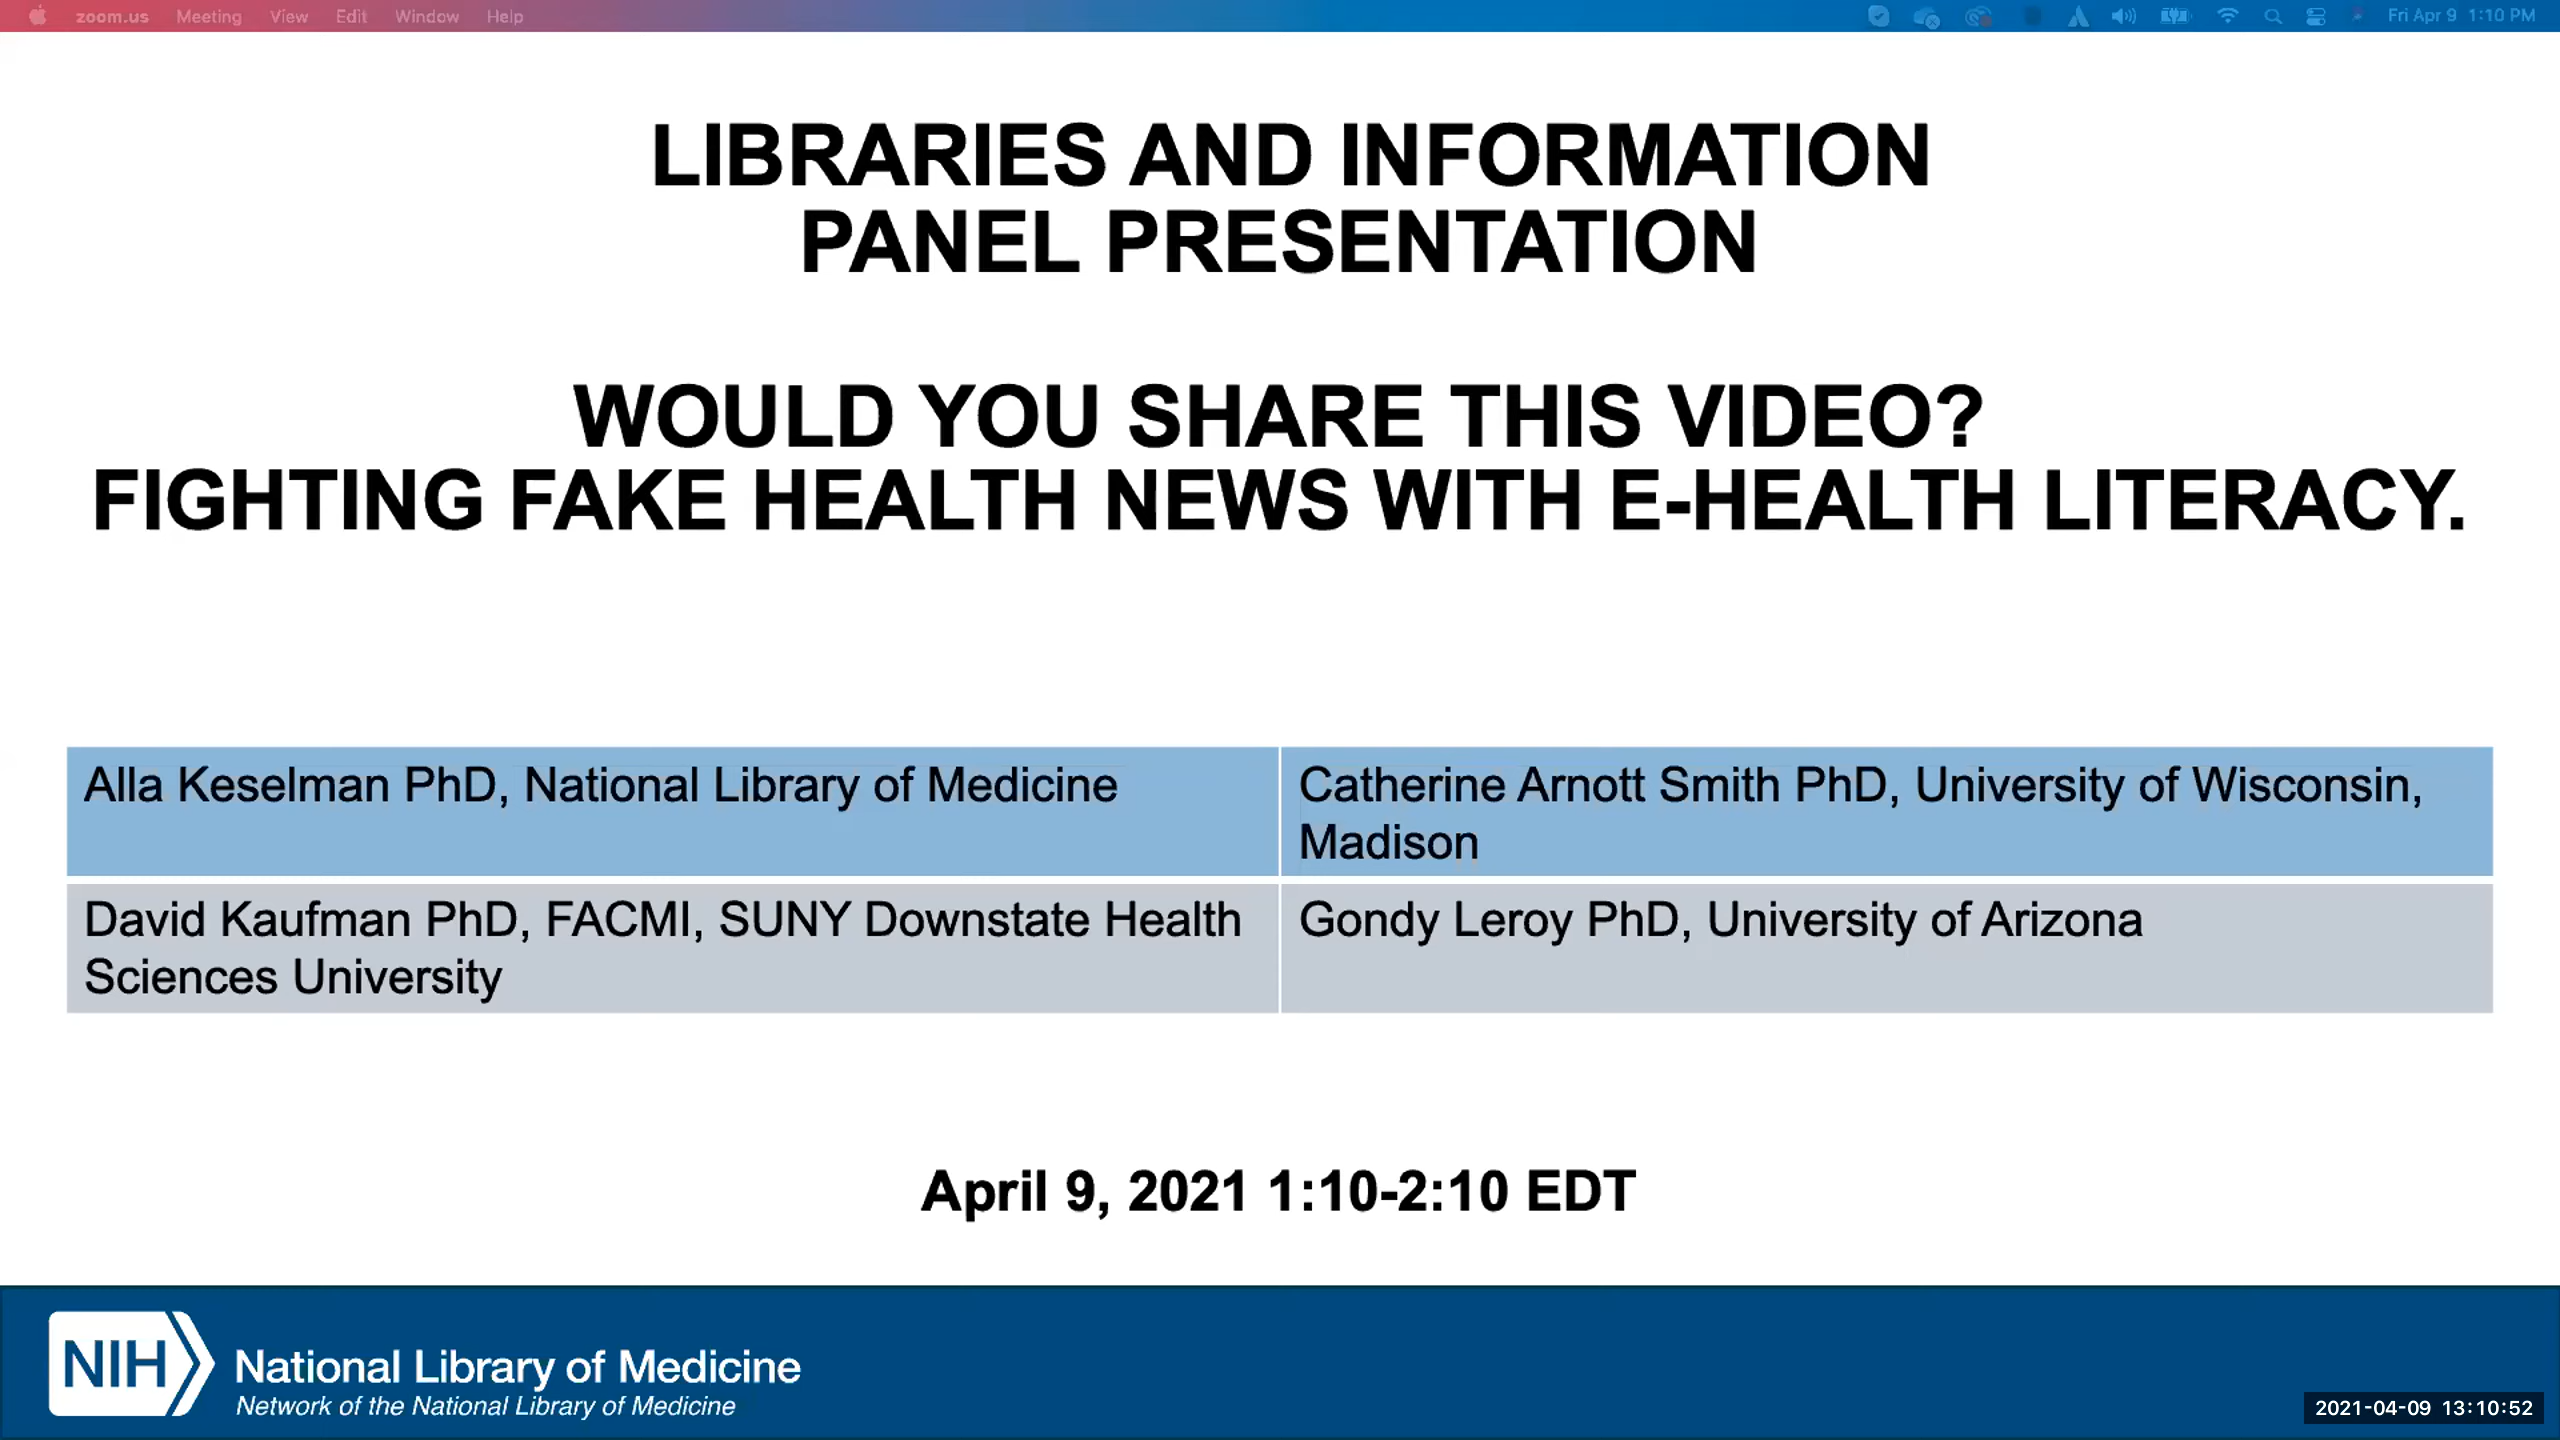 zoom.us Meeting View Edit Window Help Fri Apr 9 1:10 PM
LIBRARIES AND INFORMATION
PANEL PRESENTATION
WOULD YOU SHARE THIS VIDEO?
FIGHTING FAKE HEALTH NEWS WITH E-HEALTH LITERACY.
Alla Keselman PhD, National Library of Medicine
Catherine Arnott Smith PhD, University of Wisconsin,
Madison
David Kaufman PhD, FACMI, SUNY Downstate Health
Sciences University
Gondy Leroy PhD, University of Arizona
April 9, 2021 1:10-2:10 EDT
NIH National Library of Medicine
Network of the National Library of Medicine
2021-04-09 13:10:52